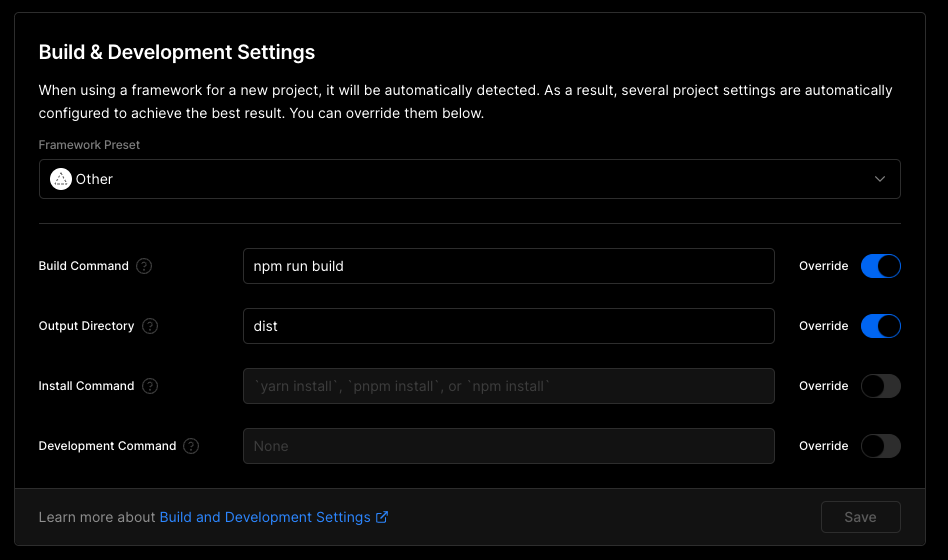 Build & Development Settings
When using a framework for a new project, it will be automatically detected. As a result, several project settings are automatically
configured to achieve the best result. You can override them below.
Framework Preset
Other
Build Command ?
npm run build
Override
Output Directory ?
dist
Override
Install Command ?
`yarn install`, `pnpm install`, or `npm install`
Override
Development Command ?
None
Override
Learn more about Build and Development Settings
Save